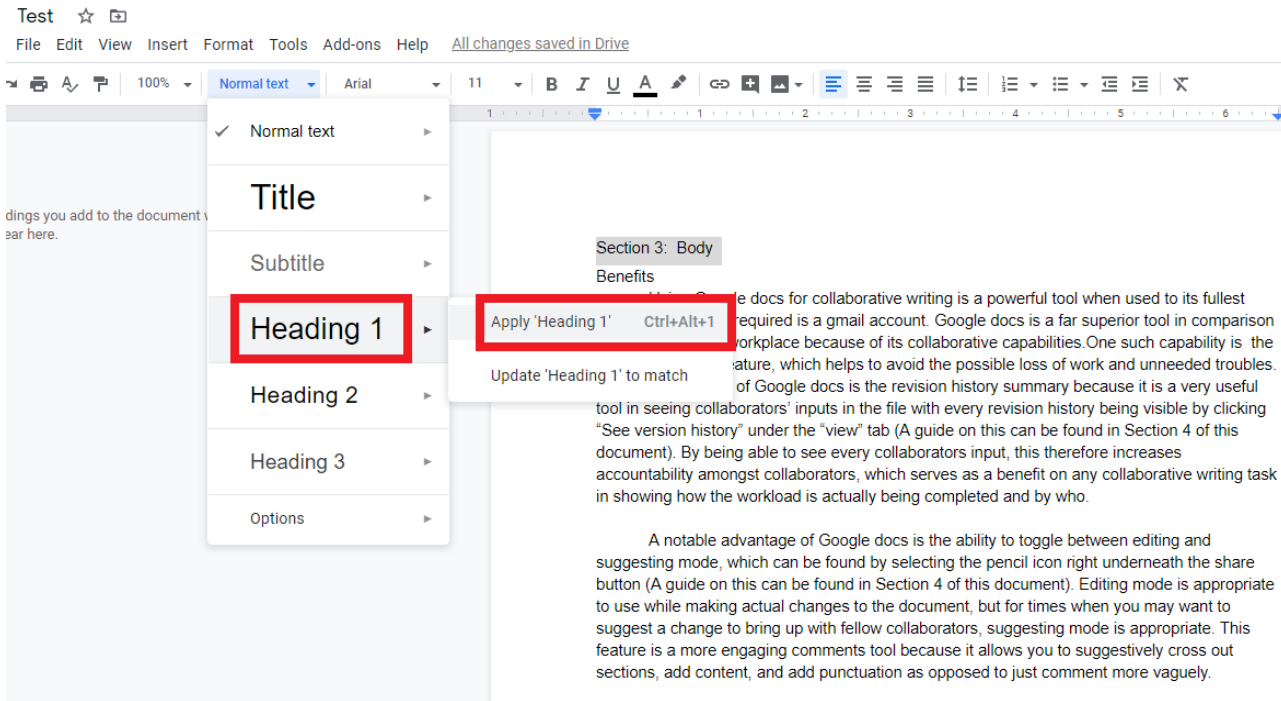 Test
File Edit View Insert Format Tools Add-ons Help All changes saved in Drive
100% Normal text Arial 11 B I U A
1 1 2 3 4 5 6
Normal text
Title
Subtitle
Heading 1
Heading 2
Heading 3
Options
Apply 'Heading 1' Ctrl+Alt+1
Update 'Heading 1' to match
dings you add to the document
ear here.
Section 3: Body
Benefits
le docs for collaborative writing is a powerful tool when used to its fullest
required is a gmail account. Google docs is a far superior tool in comparison
orkplace because of its collaborative capabilities.One such capability is the
eature, which helps to avoid the possible loss of work and unneeded troubles.
of Google docs is the revision history summary because it is a very useful
tool in seeing collaborators' inputs in the file with every revision history being visible by clicking
“See version history” under the “view” tab (A guide on this can be found in Section 4 of this
document). By being able to see every collaborators input, this therefore increases
accountability amongst collaborators, which serves as a benefit on any collaborative writing task
in showing how the workload is actually being completed and by who.
A notable advantage of Google docs is the ability to toggle between editing and
suggesting mode, which can be found by selecting the pencil icon right underneath the share
button (A guide on this can be found in Section 4 of this document). Editing mode is appropriate
to use while making actual changes to the document, but for times when you may want to
suggest a change to bring up with fellow collaborators, suggesting mode is appropriate. This
feature is a more engaging comments tool because it allows you to suggestively cross out
sections, add content, and add punctuation as opposed to just comment more vaguely.